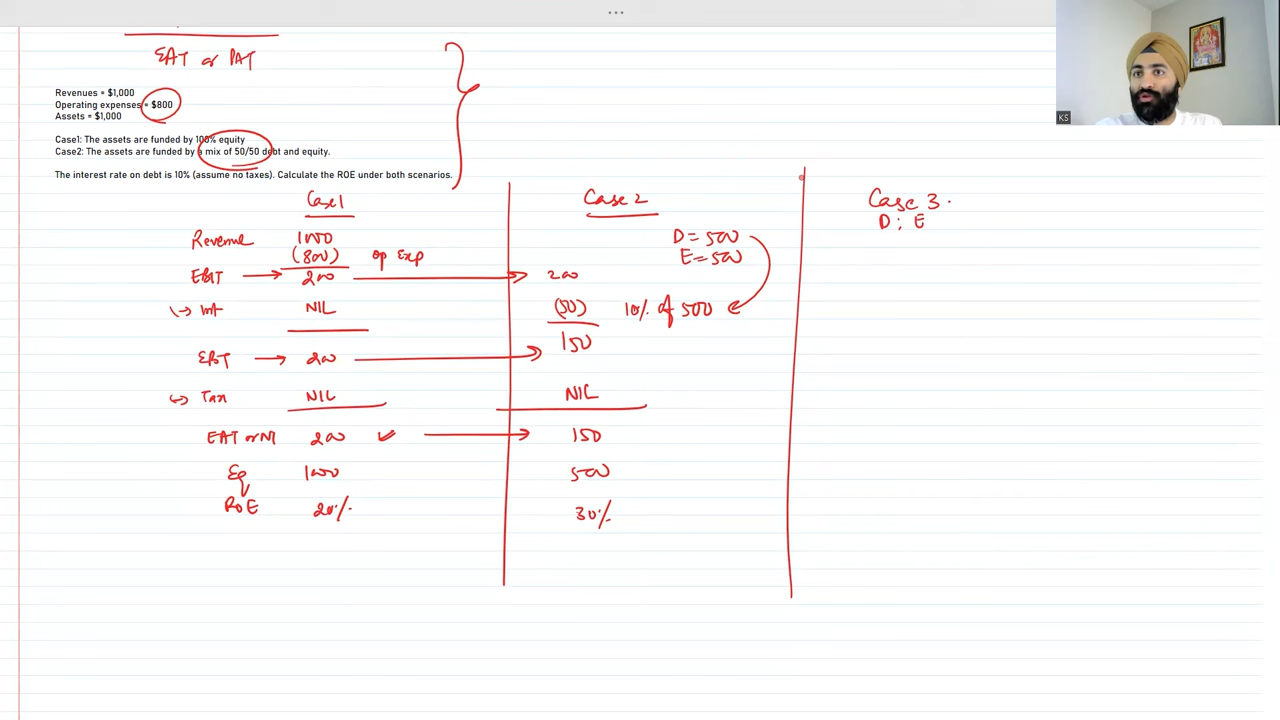 EAT or PAT
Revenues = $1,000
Operating expenses = $800
Assets = $1,000
Case1: The assets are funded by 100% equity
Case2: The assets are funded by a mix of 50/50 debt and equity.
The interest rate on debt is 10% (assume no taxes). Calculate the ROE under both scenarios.
KS
Case 1 Case 2 Case 3.
D : E
Revenue 1000 D = 500
(800) op Exp E = 500
EBIT → 200 → 200
↳ Int NIL (50) 10% of 500
EBT → 200 → 150
↳ Tax NIL NIL
EAT or NI 200 ✓ → 150
Eq 1000 500
ROE 20% 30%